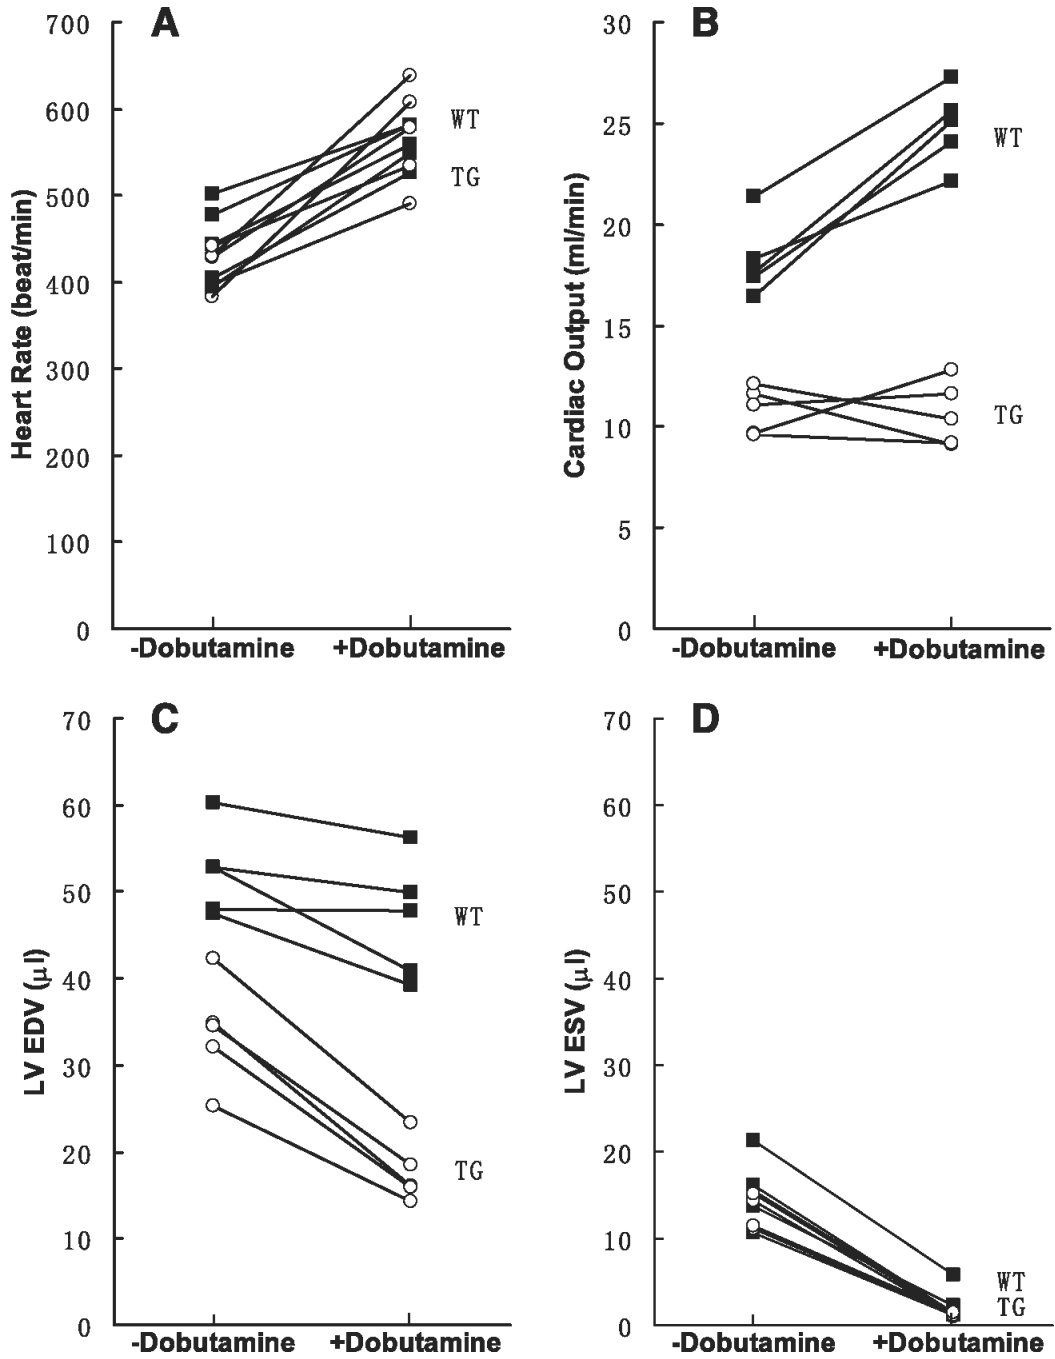 A
Heart Rate (beat/min)
700
600
500
400
300
200
100
0
WT
TG
-Dobutamine +Dobutamine
B
Cardiac Output (ml/min)
30
25
20
15
10
5
0
WT
TG
-Dobutamine +Dobutamine
C
LV EDV (µl)
70
60
50
40
30
20
10
0
WT
TG
-Dobutamine +Dobutamine
D
LV ESV (µl)
70
60
50
40
30
20
10
0
WT
TG
-Dobutamine +Dobutamine